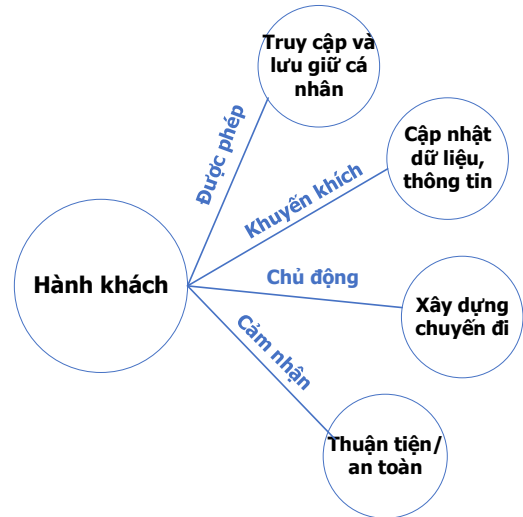 Truy cập và
lưu giữ cá
nhân
Được phép
Cập nhật
dữ liệu,
thông tin
Khuyến khích
Hành khách
Chủ động
Xây dựng
chuyến đi
Cảm nhận
Thuận tiện/
an toàn